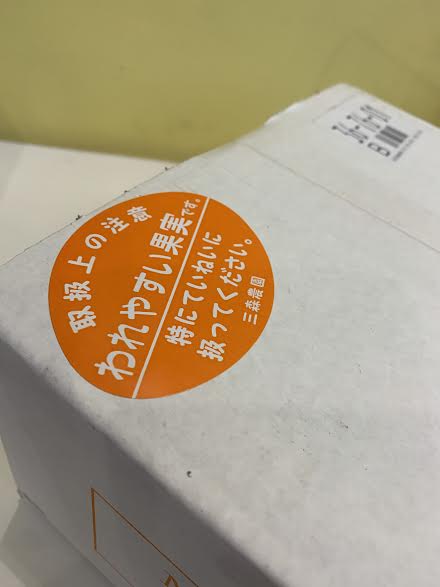 取扱上の注意
われやすい果実です。
特にていねいに
扱ってください。
三森農園